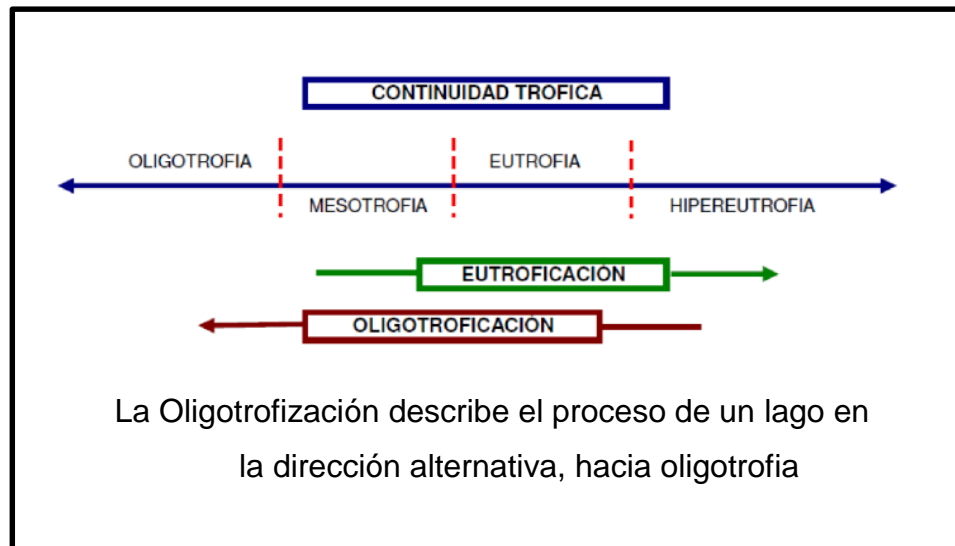 CONTINUIDAD TROFICA
OLIGOTROFIA
EUTROFIA
MESOTROFIA
HIPEREUTROFIA
EUTROFICACIÓN
OLIGOTROFICACIÓN
La Oligotrofización describe el proceso de un lago en
la dirección alternativa, hacia oligotrofia